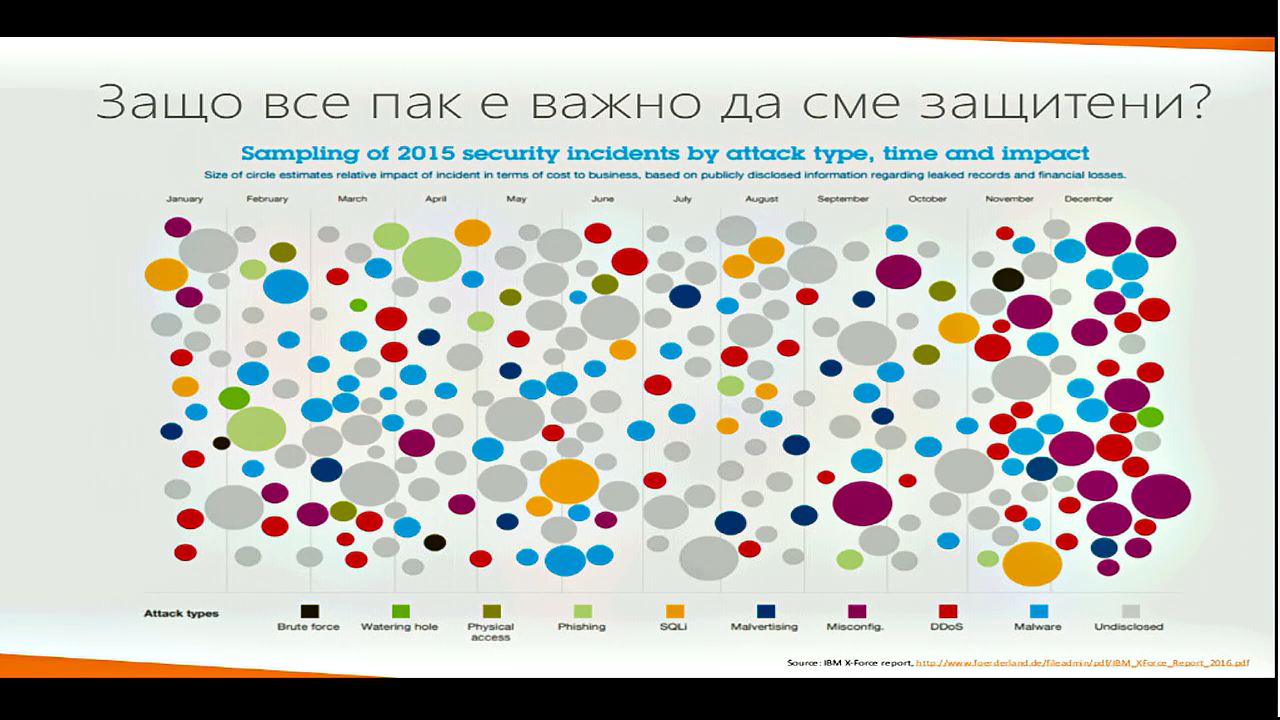 Защо все пак е важно да сме защитени?
Sampling of 2015 security incidents by attack type, time and impact
Size of circle estimates relative impact of incident in terms of cost to business, based on publicly disclosed information regarding leaked records and financial losses.
January February March April May June July August September October November December
Attack types
Brute force Watering hole Physical access Phishing SQLi Malvertising Misconfig. DDoS Malware Undisclosed
Source: IBM X-Force report, http://www.foerderland.de/fileadmin/pdf/IBM_XForce_Report_2016.pdf